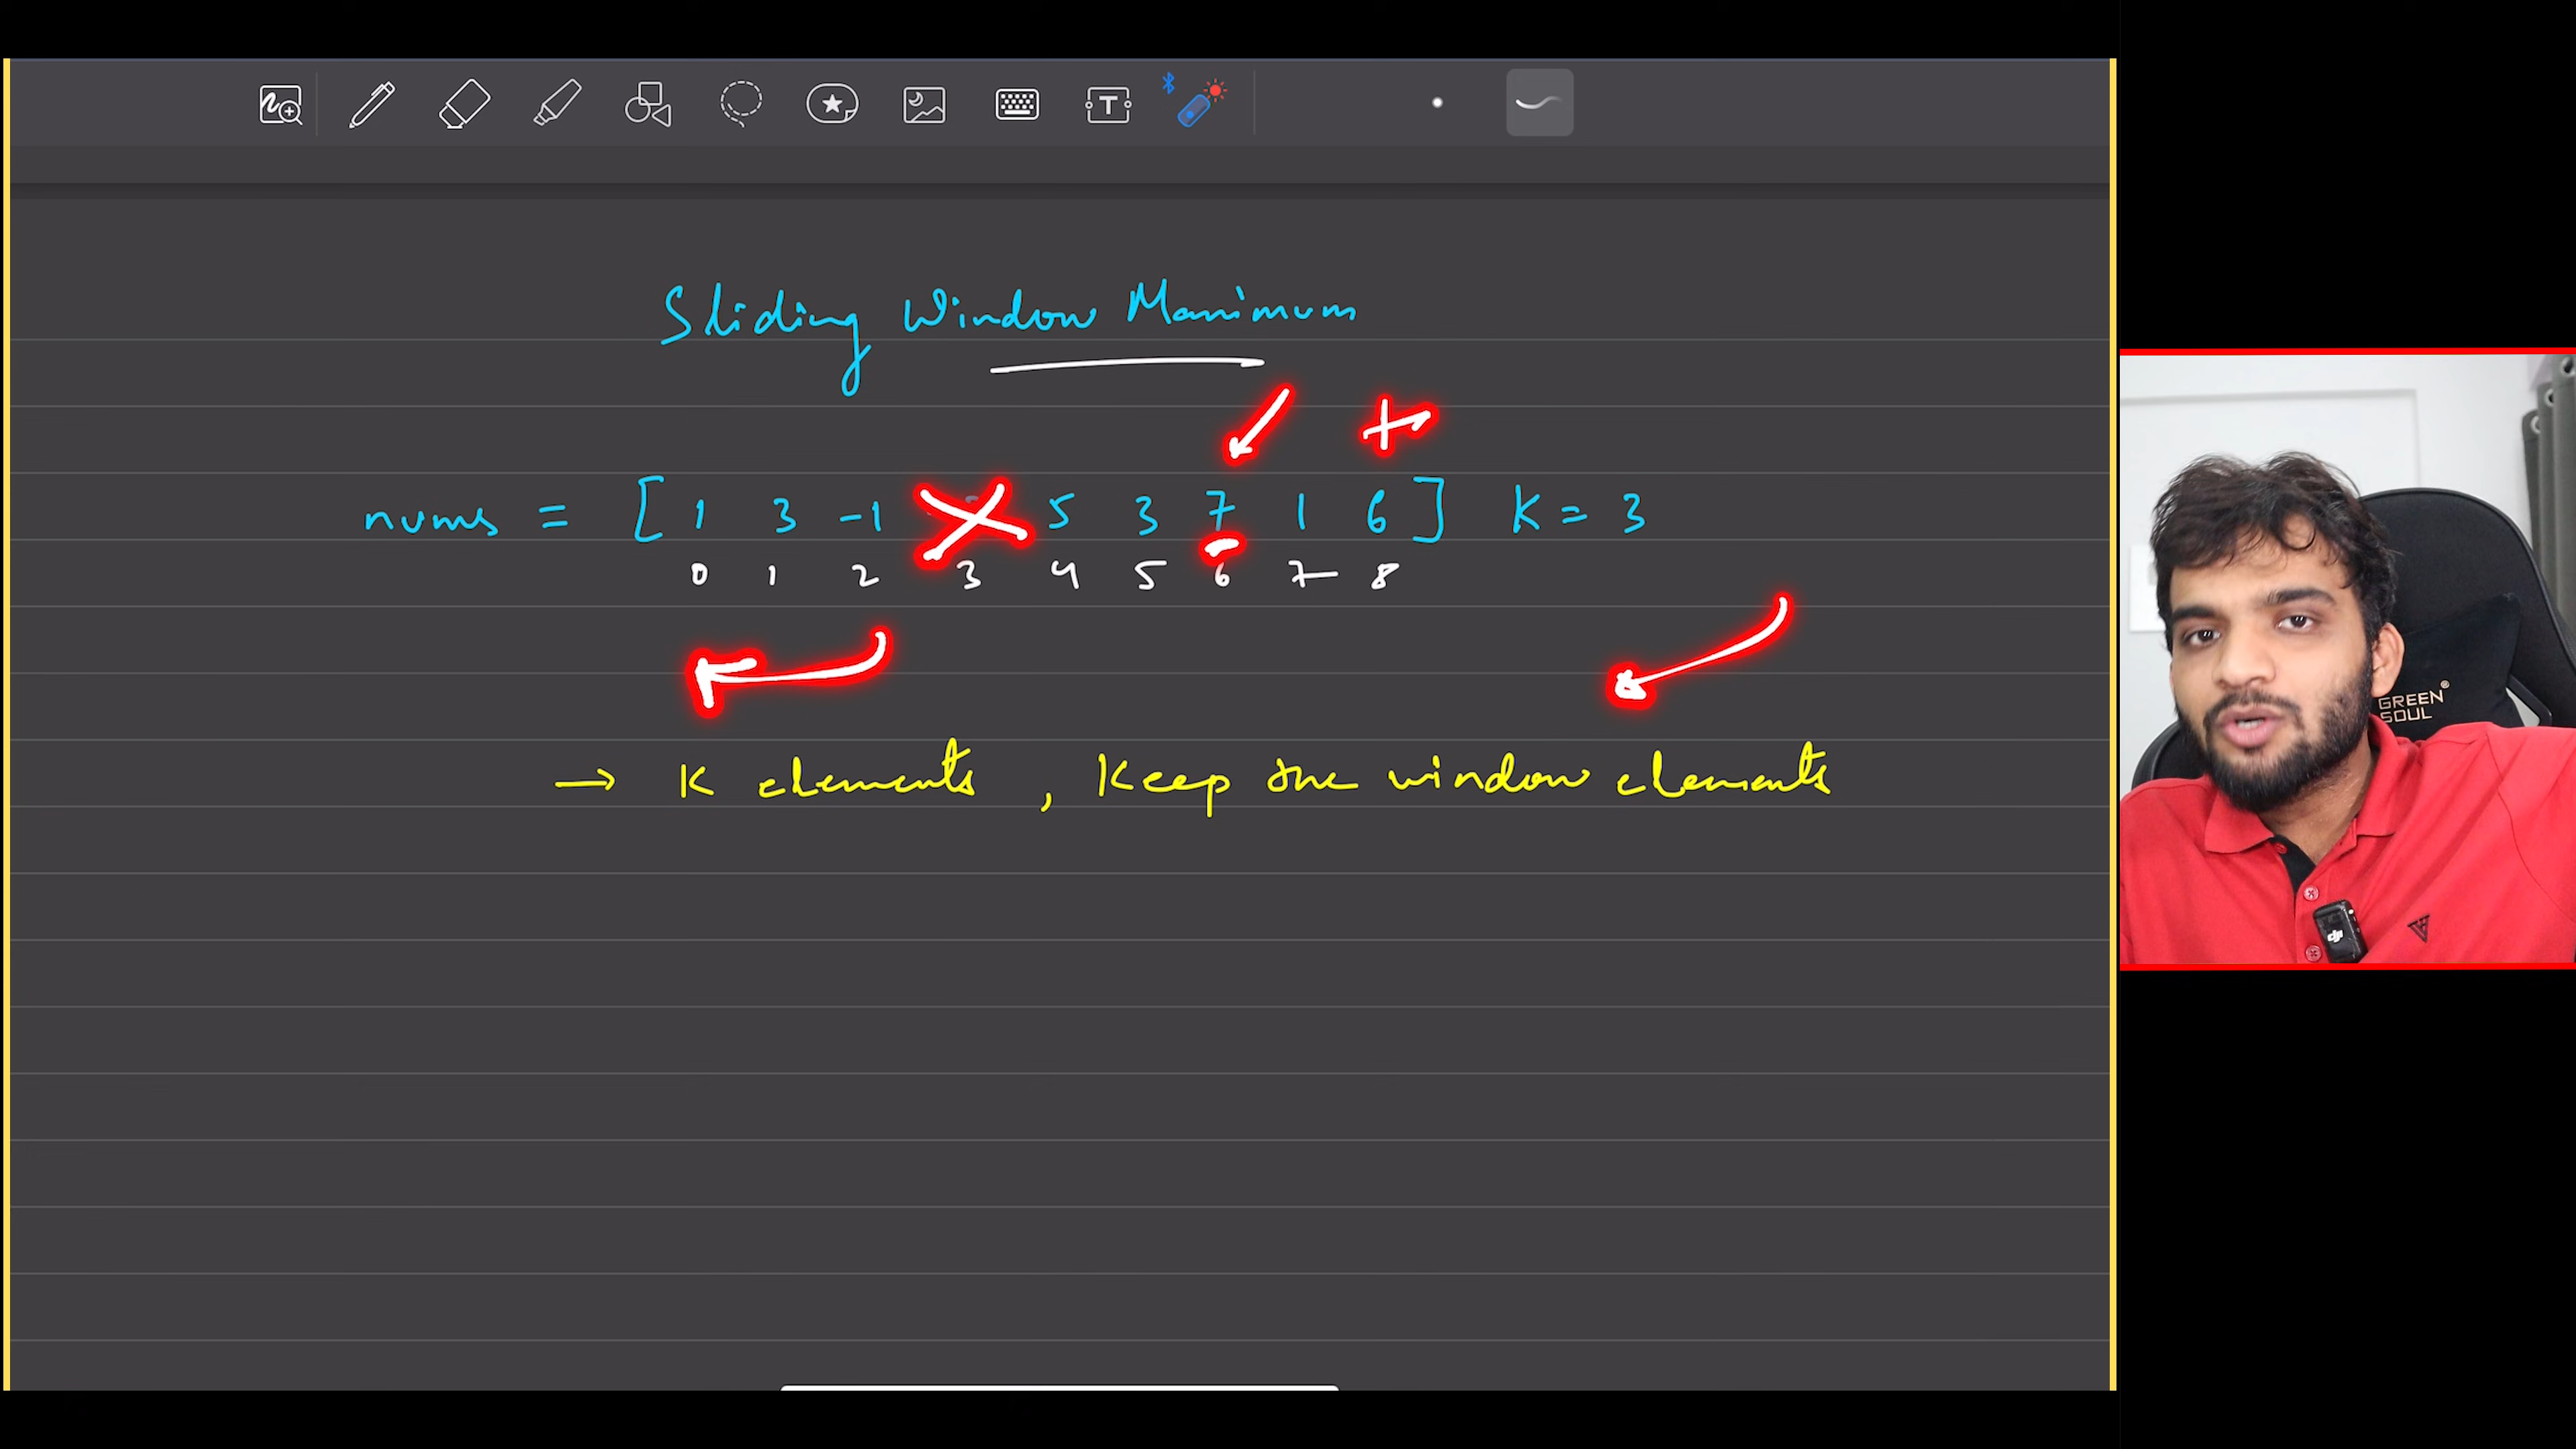 Sliding Window Maximum
nums = [ 1 3 -1 5 3 7 1 6 ] K = 3
0 1 2 3 4 5 6 7 8
→ K elements , Keep the window elements
GREEN SOUL®
dji
T